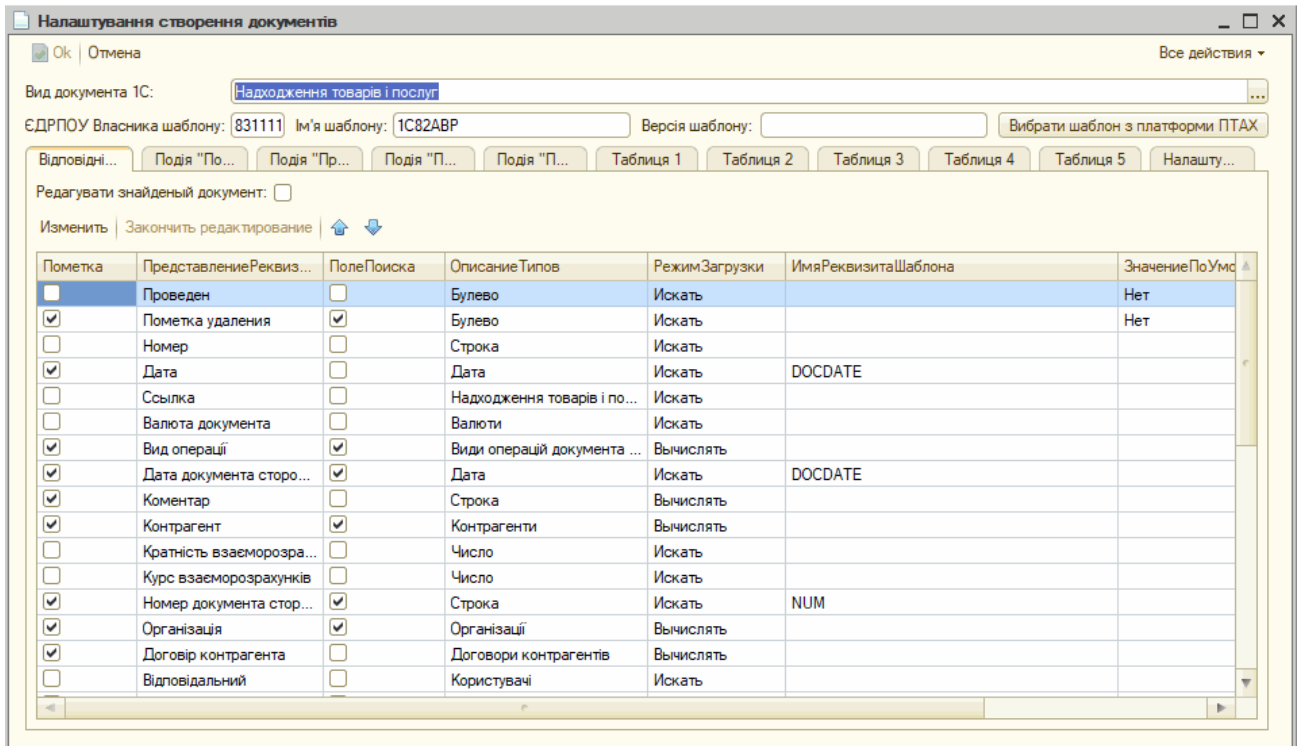 Налаштування створення документів
Ok Отмена Все действия
Вид документа 1С: Надходження товарів і послуг ...
ЄДРПОУ Власника шаблону: 831111 Ім'я шаблону: 1C82ABP Версія шаблону: Вибрати шаблон з платформи ПТАХ
Відповідні... Подія "По... Подія "Пр... Подія "П... Подія "П... Таблиця 1 Таблиця 2 Таблиця 3 Таблиця 4 Таблиця 5 Налашту...
Редагувати знайденый документ:
Изменить Закончить редактирование
Пометка ПредставлениеРеквиз... ПолеПоиска ОписаниеТипов РежимЗагрузки ИмяРеквизитаШаблона ЗначениеПоУмо
Проведен Булево Искать Нет
Пометка удаления Булево Искать Нет
Номер Строка Искать
Дата Дата Искать DOCDATE
Ссылка Надходження товарів і по... Искать
Валюта документа Валюти Искать
Вид операції Види операцій документа ... Вычислять
Дата документа сторо... Дата Искать DOCDATE
Коментар Строка Вычислять
Контрагент Контрагенти Вычислять
Кратність взаєморозра... Число Искать
Курс взаєморозрахунків Число Искать
Номер документа стор... Строка Искать NUM
Організація Організації Вычислять
Договір контрагента Договори контрагентів Вычислять
Відповідальний Користувачі Искать